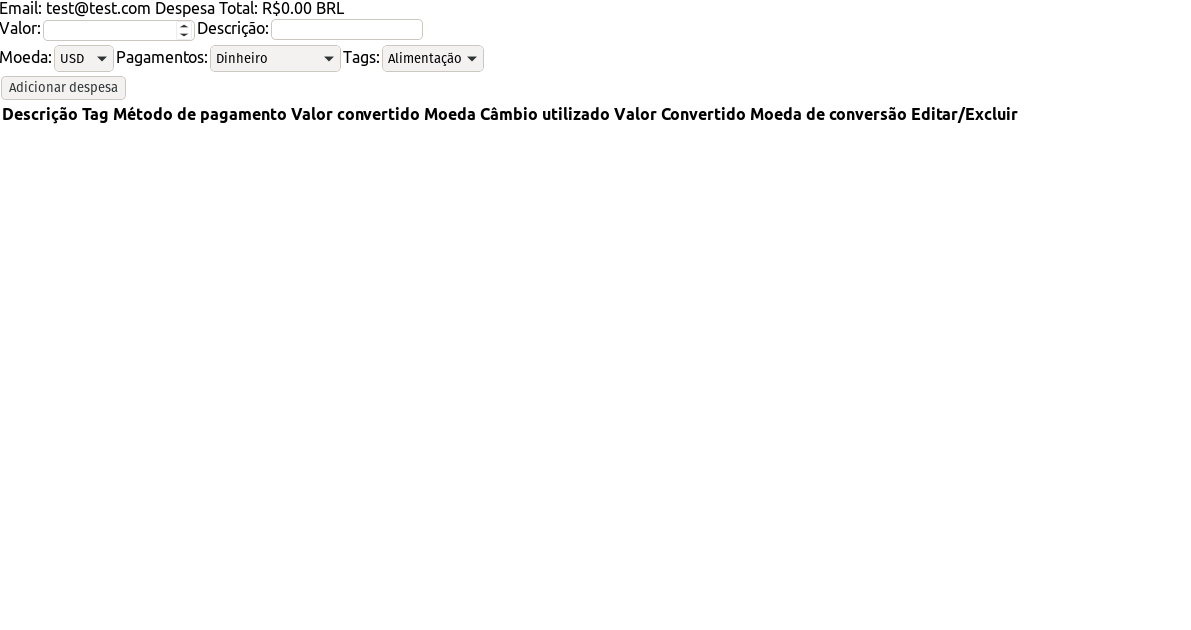 Email: test@test.com Despesa Total: R$0.00 BRL
Valor: Descrição:
Moeda: USD Pagamentos: Dinheiro Tags: Alimentação
Adicionar despesa
Descrição Tag Método de pagamento Valor convertido Moeda Câmbio utilizado Valor Convertido Moeda de conversão Editar/Excluir